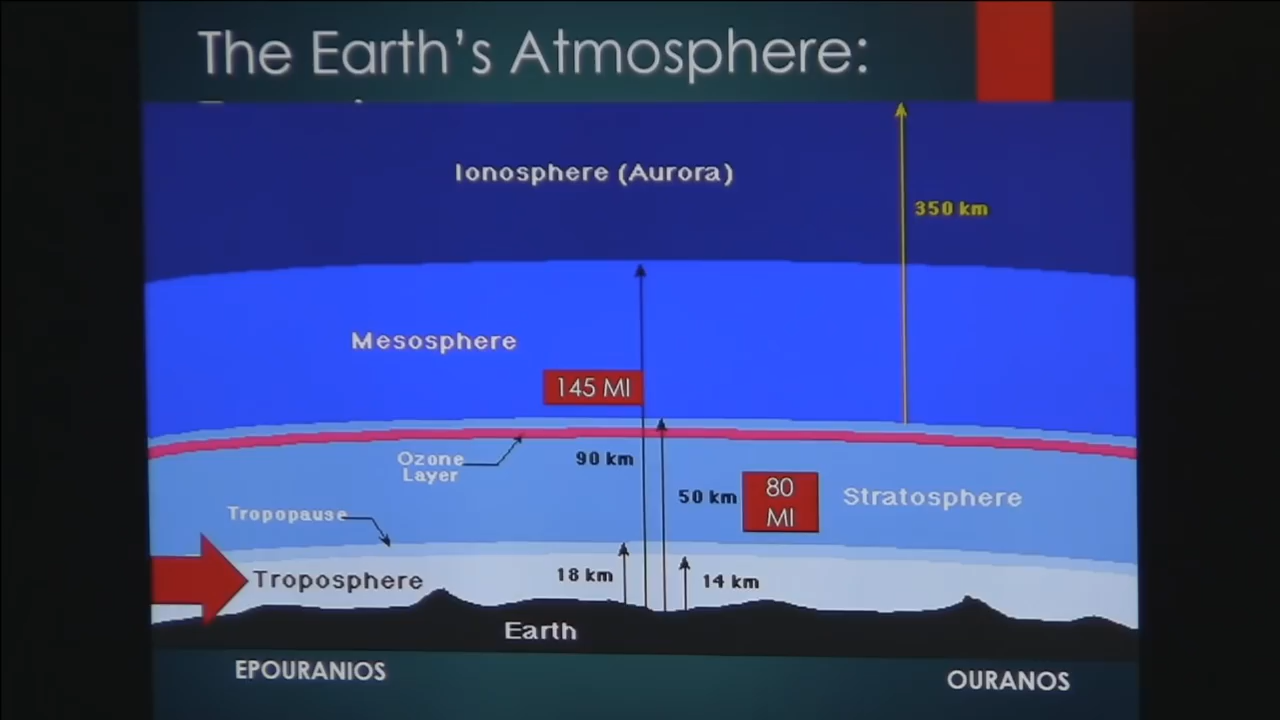 The Earth's Atmosphere:
Ionosphere (Aurora)
350 km
Mesosphere
145 MI
Ozone
Layer
90 km
50 km
80
MI
Stratosphere
Tropopause
Troposphere
18 km
14 km
Earth
EPOURANIOS
OURANOS